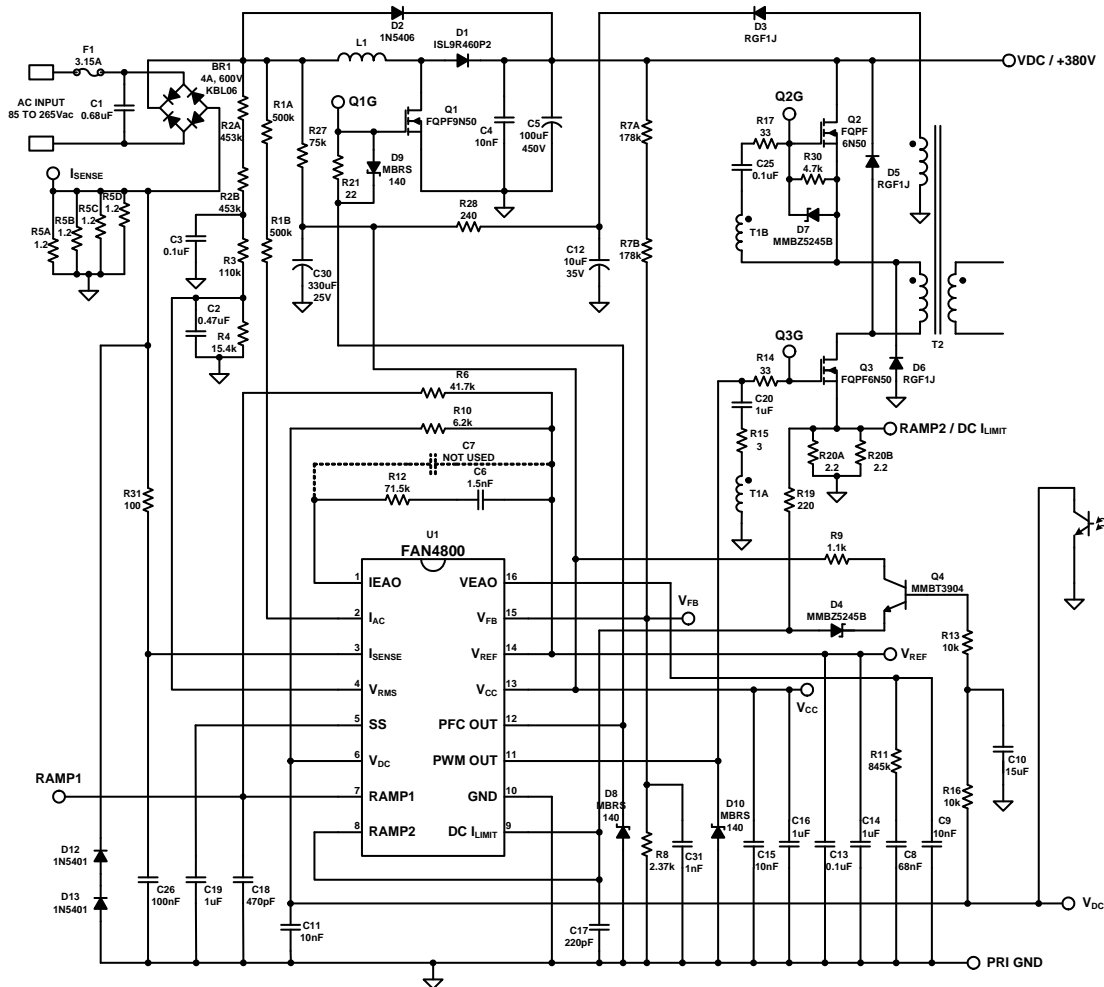 D2
1N5406
D3
RGF1J
F1
3.15A
BR1
4A, 600V
KBL06
L1
D1
ISL9R460P2
VDC / +380V
AC INPUT
85 TO 265Vac
C1
0.68uF
R2A
453k
R1A
500k
R27
75k
Q1G
Q1
FQPF9N50
C4
10nF
C5
100uF
450V
R7A
178k
Q2G
R17
33
Q2
FQPF
6N50
ISENSE
D9
MBRS
140
R21
22
C25
0.1uF
R30
4.7k
D5
RGF1J
R5D
1.2
R5C
1.2
R5B
1.2
R5A
1.2
R2B
453k
R1B
500k
R28
240
R7B
178k
T1B
D7
MMBZ5245B
C3
0.1uF
R3
110k
C30
330uF
25V
C12
10uF
35V
C2
0.47uF
R4
15.4k
T2
Q3G
R14
33
Q3
FQPF6N50
D6
RGF1J
R6
41.7k
C20
1uF
R10
6.2k
RAMP2 / DC ILIMIT
R15
3
C7
NOT USED
R20A
2.2
R20B
2.2
R12
71.5k
C6
1.5nF
R31
100
T1A
R19
220
U1
FAN4800
R9
1.1k
Q4
MMBT3904
1
IEAO
VEAO
16
2
IAC
VFB
15
VFB
D4
MMBZ5245B
R13
10k
3
ISENSE
VREF
14
VREF
4
VRMS
VCC
13
VCC
5
SS
PFC OUT
12
6
VDC
PWM OUT
11
R11
845k
C10
15uF
RAMP1
7
RAMP1
GND
10
8
RAMP2
DC ILIMIT
9
D8
MBRS
140
D10
MBRS
140
R16
10k
D12
1N5401
R8
2.37k
C31
1nF
C15
10nF
C16
1uF
C13
0.1uF
C14
1uF
C8
68nF
C9
10nF
D13
1N5401
C26
100nF
C19
1uF
C18
470pF
C11
10nF
C17
220pF
VDC
PRI GND